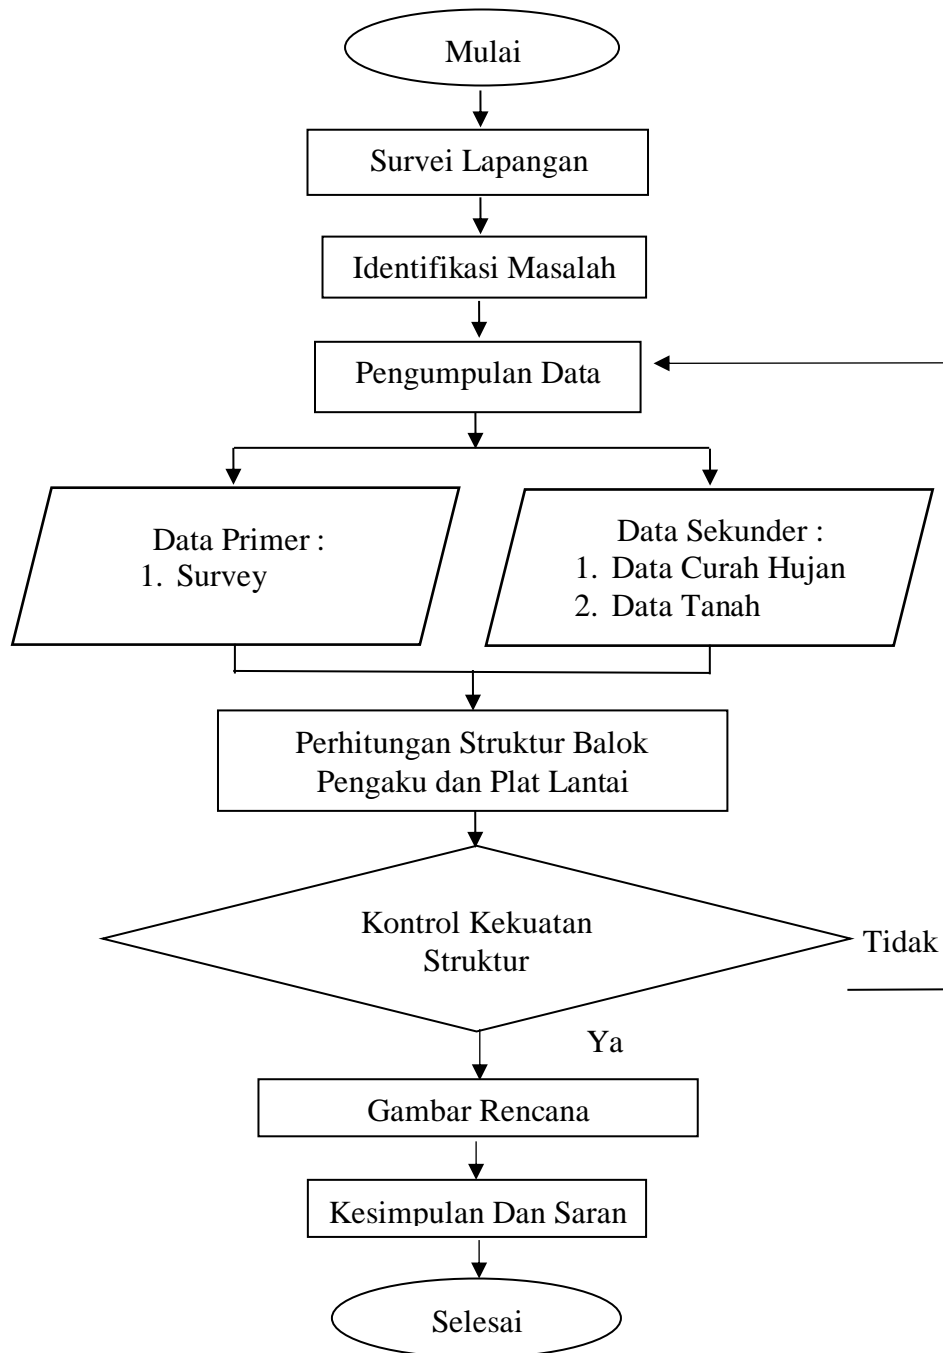 Mulai
Survei Lapangan
Identifikasi Masalah
Pengumpulan Data
Data Primer :
1. Survey
Data Sekunder :
1. Data Curah Hujan
2. Data Tanah
Perhitungan Struktur Balok
Pengaku dan Plat Lantai
Kontrol Kekuatan
Struktur
Tidak
Ya
Gambar Rencana
Kesimpulan Dan Saran
Selesai